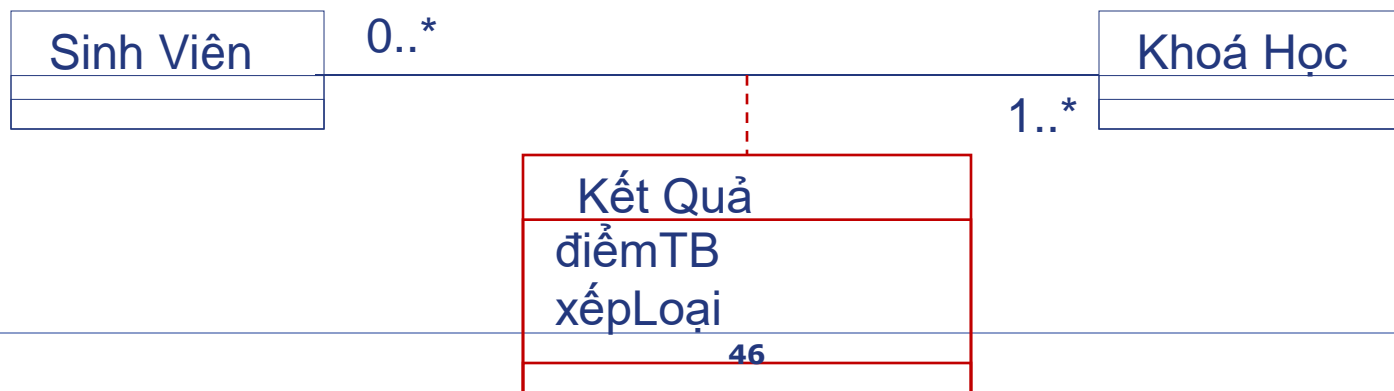 Sinh Viên
0..*
Khoá Học
1..*
Kết Quả
điểmTB
xếpLoại
46